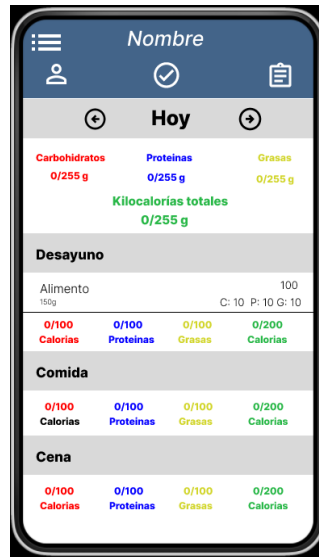 Nombre
Hoy
Carbohidratos Proteinas Grasas
0/255 g 0/255 g 0/255 g
Kilocalorías totales
0/255 g
Desayuno
Alimento 100
150g C: 10 P: 10 G: 10
0/100 0/100 0/100 0/200
Calorias Proteinas Grasas Calorias
Comida
0/100 0/100 0/100 0/200
Calorias Proteinas Grasas Calorias
Cena
0/100 0/100 0/100 0/200
Calorias Proteinas Grasas Calorias